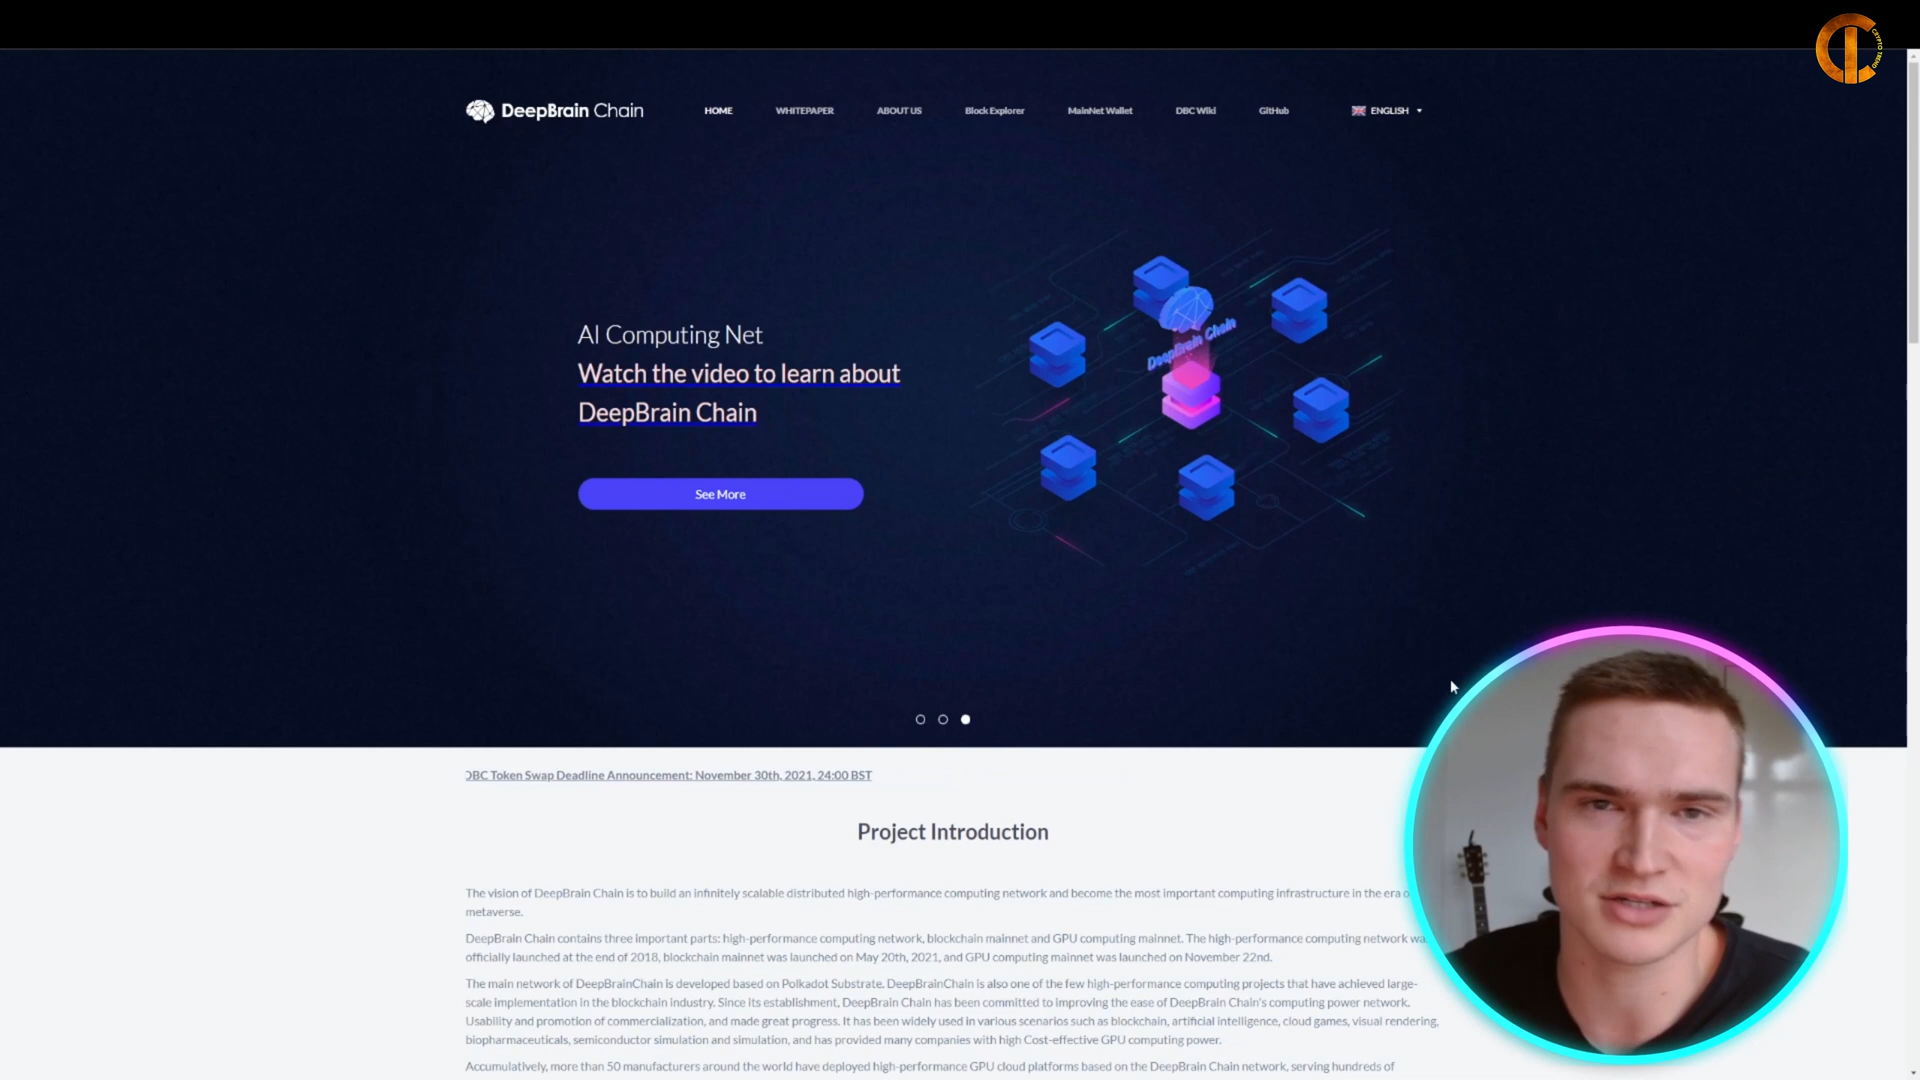 CRYPTO TREND
DeepBrain Chain
HOME
WHITEPAPER
ABOUT US
Block Explorer
MainNet Wallet
DBC Wiki
GitHub
ENGLISH
AI Computing Net
Watch the video to learn about
DeepBrain Chain
See More
DeepBrain Chain
DBC Token Swap Deadline Announcement: November 30th, 2021, 24:00 BST
Project Introduction
The vision of DeepBrain Chain is to build an infinitely scalable distributed high-performance computing network and become the most important computing infrastructure in the era
metaverse.
DeepBrain Chain contains three important parts: high-performance computing network, blockchain mainnet and GPU computing mainnet. The high-performance computing network
officially launched at the end of 2018, blockchain mainnet was launched on May 20th, 2021, and GPU computing mainnet was launched on November 22nd.
The main network of DeepBrainChain is developed based on Polkadot Substrate. DeepBrainChain is also one of the few high-performance computing projects that have achieved large-
scale implementation in the blockchain industry. Since its establishment, DeepBrain Chain has been committed to improving the ease of DeepBrain Chain's computing power network.
Usability and promotion of commercialization, and made great progress. It has been widely used in various scenarios such as blockchain, artificial intelligence, cloud games, visual rendering,
biopharmaceuticals, semiconductor simulation and simulation, and has provided many companies with high Cost-effective GPU computing power.
Accumulatively, more than 50 manufacturers around the world have deployed high-performance GPU cloud platforms based on the DeepBrain Chain network, serving hundreds of